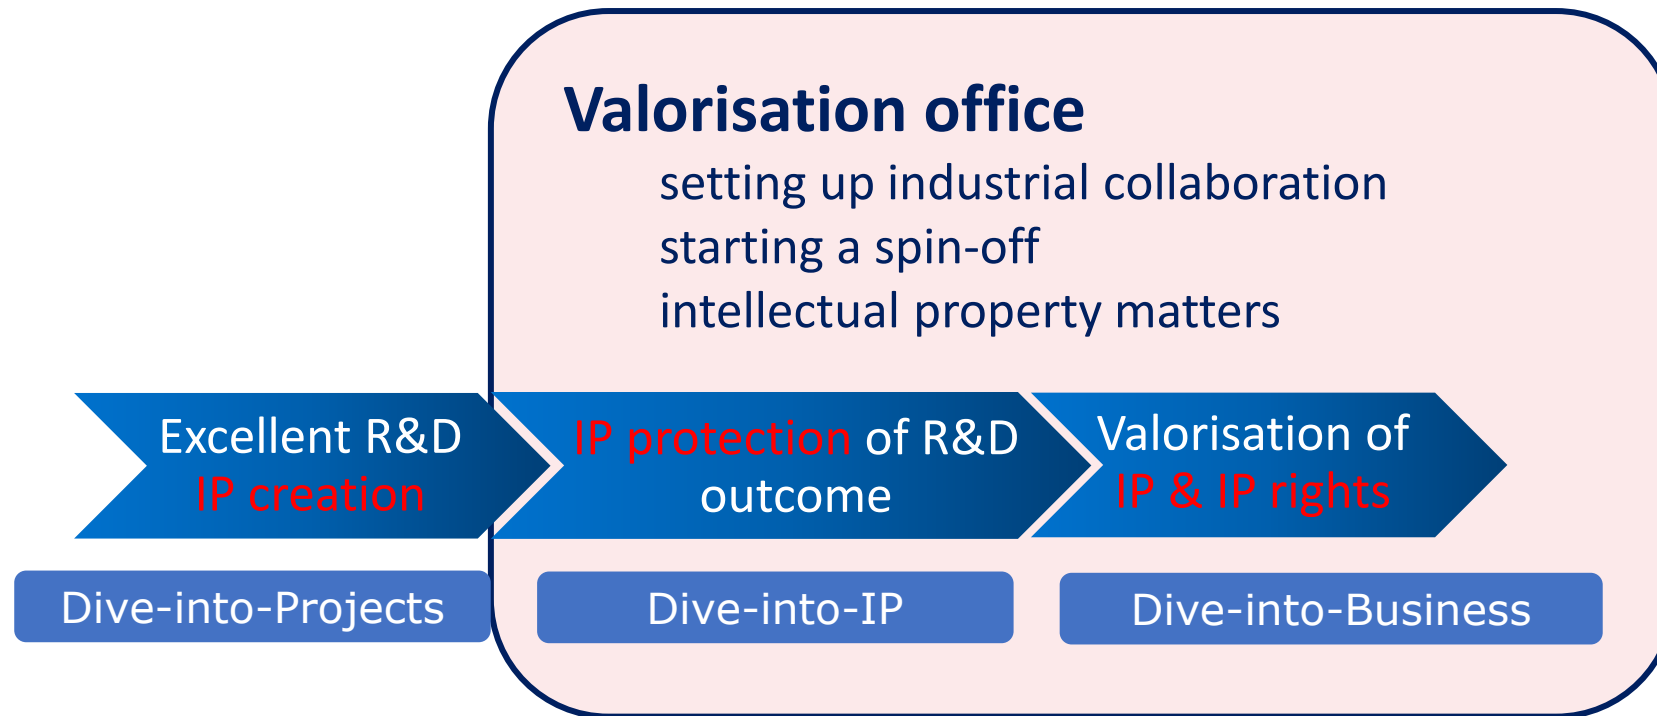 Valorisation office
setting up industrial collaboration
starting a spin-off
intellectual property matters
Excellent R&D
IP creation
IP protection of R&D
outcome
Valorisation of
IP & IP rights
Dive-into-Projects
Dive-into-IP
Dive-into-Business